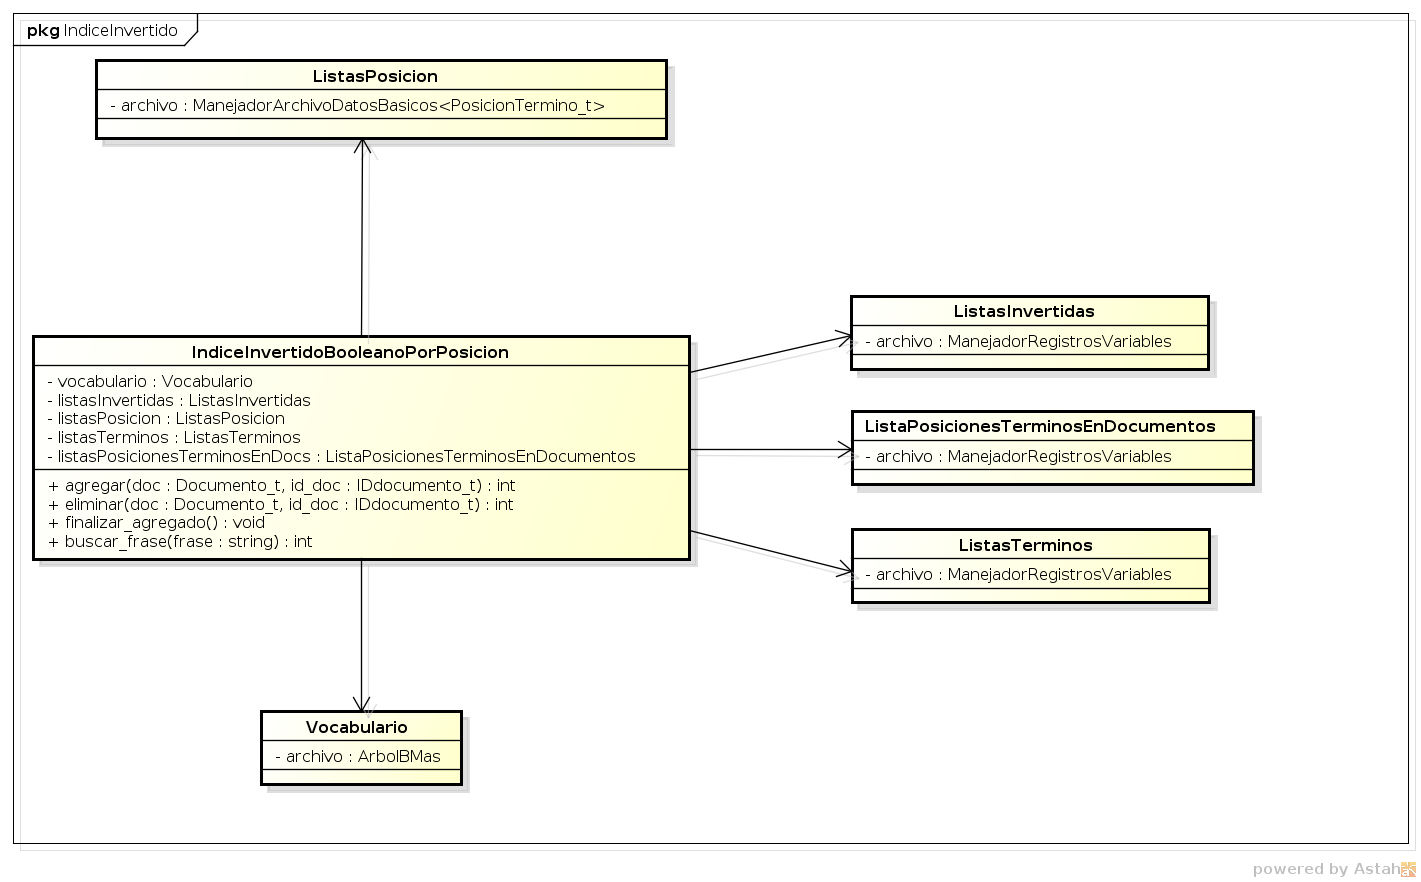 pkg IndiceInvertido
ListasPosicion
- archivo : ManejadorArchivoDatosBasicos<PosicionTermino_t>
IndiceInvertidoBooleanoPorPosicion
- vocabulario : Vocabulario
- listasInvertidas : ListasInvertidas
- listasPosicion : ListasPosicion
- listasTerminos : ListasTerminos
- listasPosicionesTerminosEnDocs : ListaPosicionesTerminosEnDocumentos
+ agregar(doc : Documento_t, id_doc : IDdocumento_t) : int
+ eliminar(doc : Documento_t, id_doc : IDdocumento_t) : int
+ finalizar_agregado() : void
+ buscar_frase(frase : string) : int
ListasInvertidas
- archivo : ManejadorRegistrosVariables
ListaPosicionesTerminosEnDocumentos
- archivo : ManejadorRegistrosVariables
ListasTerminos
- archivo : ManejadorRegistrosVariables
Vocabulario
- archivo : ArbolBMas
powered by Astah